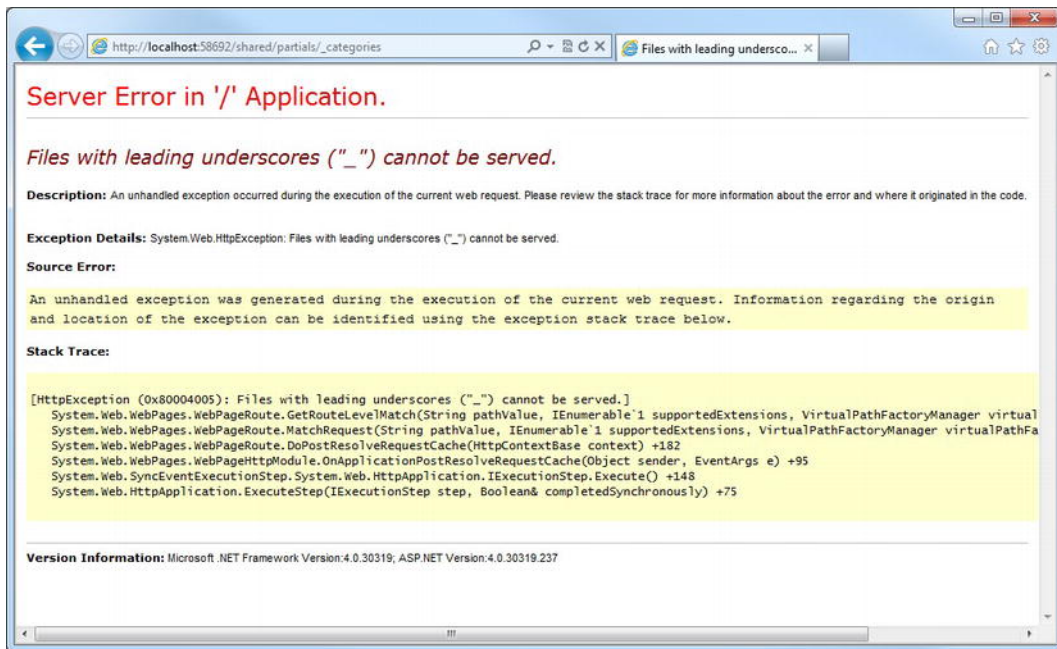 http://localhost:58692/shared/partials/_categories
Files with leading undersco...
Server Error in '/' Application.
Files with leading underscores ("_") cannot be served.
Description: An unhandled exception occurred during the execution of the current web request. Please review the stack trace for more information about the error and where it originated in the code.
Exception Details: System.Web.HttpException: Files with leading underscores ("_") cannot be served.
Source Error:
An unhandled exception was generated during the execution of the current web request. Information regarding the origin
and location of the exception can be identified using the exception stack trace below.
Stack Trace:
[HttpException (0x80004005): Files with leading underscores ("_") cannot be served.]
System.Web.WebPages.WebPageRoute.GetRouteLevelMatch(String pathValue, IEnumerable`1 supportedExtensions, VirtualPathFactoryManager virtual
System.Web.WebPages.WebPageRoute.MatchRequest(String pathValue, IEnumerable`1 supportedExtensions, VirtualPathFactoryManager virtualPathFa
System.Web.WebPages.WebPageRoute.DoPostResolveRequestCache(HttpContextBase context) +182
System.Web.WebPages.WebPageHttpModule.OnApplicationPostResolveRequestCache(Object sender, EventArgs e) +95
System.Web.SyncEventExecutionStep.System.Web.HttpApplication.IExecutionStep.Execute() +148
System.Web.HttpApplication.ExecuteStep(IExecutionStep step, Boolean& completedSynchronously) +75
Version Information: Microsoft .NET Framework Version:4.0.30319; ASP.NET Version:4.0.30319.237